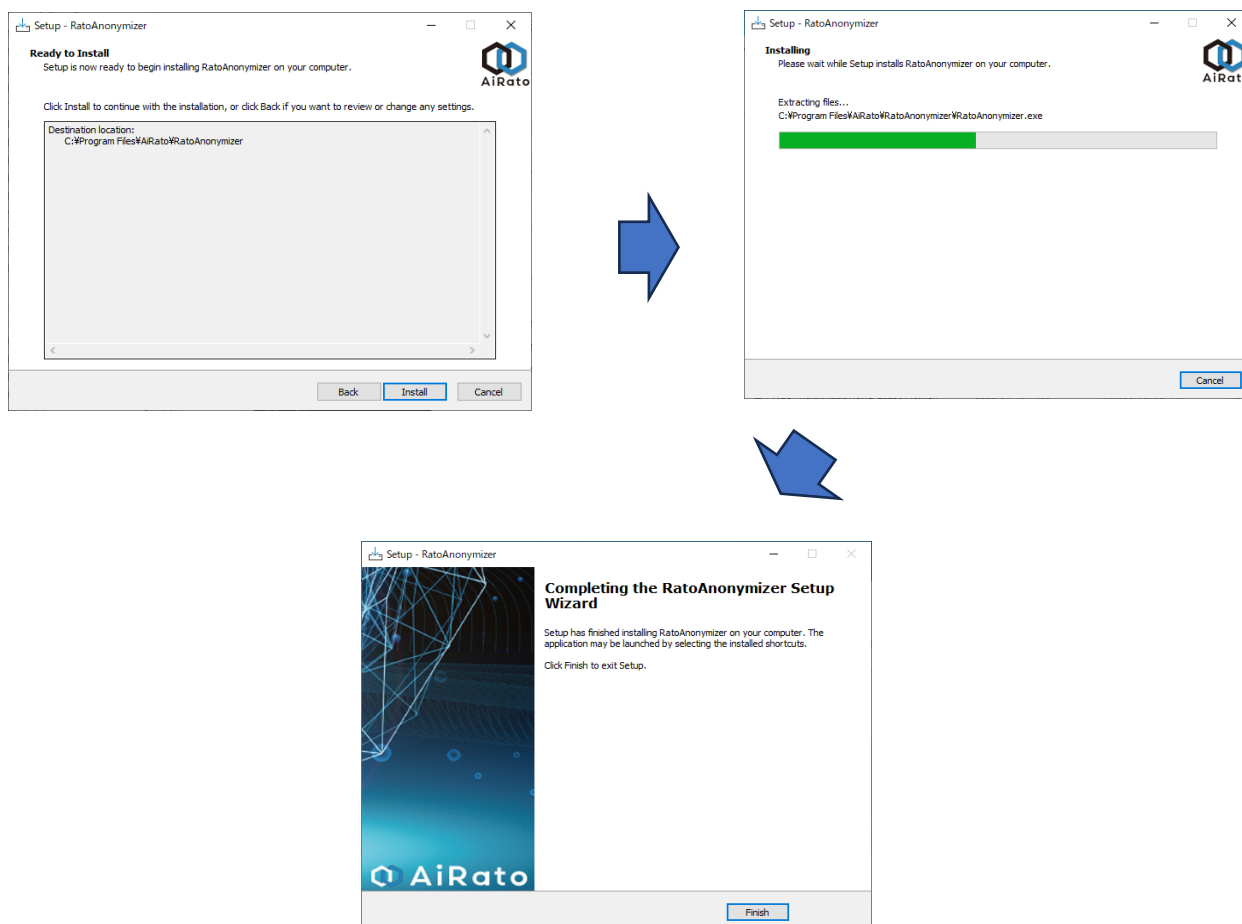 Setup - RatoAnonymizer
Ready to Install
Setup is now ready to begin installing RatoAnonymizer on your computer.
AiRato
Click Install to continue with the installation, or click Back if you want to review or change any settings.
Destination location:
C:¥Program Files¥AiRato¥RatoAnonymizer
Back Install Cancel
Setup - RatoAnonymizer
Installing
Please wait while Setup installs RatoAnonymizer on your computer.
AiRat
Extracting files...
C:¥Program Files¥AiRato¥RatoAnonymizer¥RatoAnonymizer.exe
Cancel
Setup - RatoAnonymizer
Completing the RatoAnonymizer Setup
Wizard
Setup has finished installing RatoAnonymizer on your computer. The
application may be launched by selecting the installed shortcuts.
Click Finish to exit Setup.
AiRato
Finish